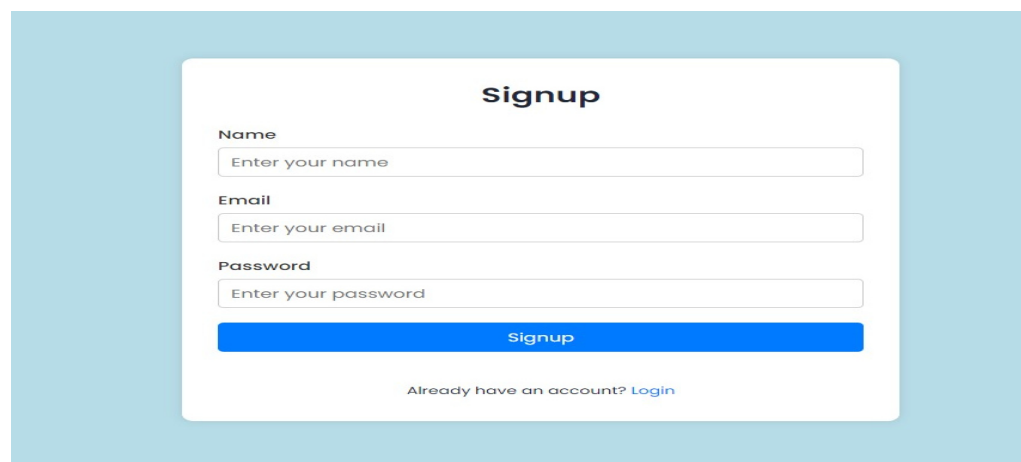 Signup
Name
Enter your name
Email
Enter your email
Password
Enter your password
Signup
Already have an account? Login